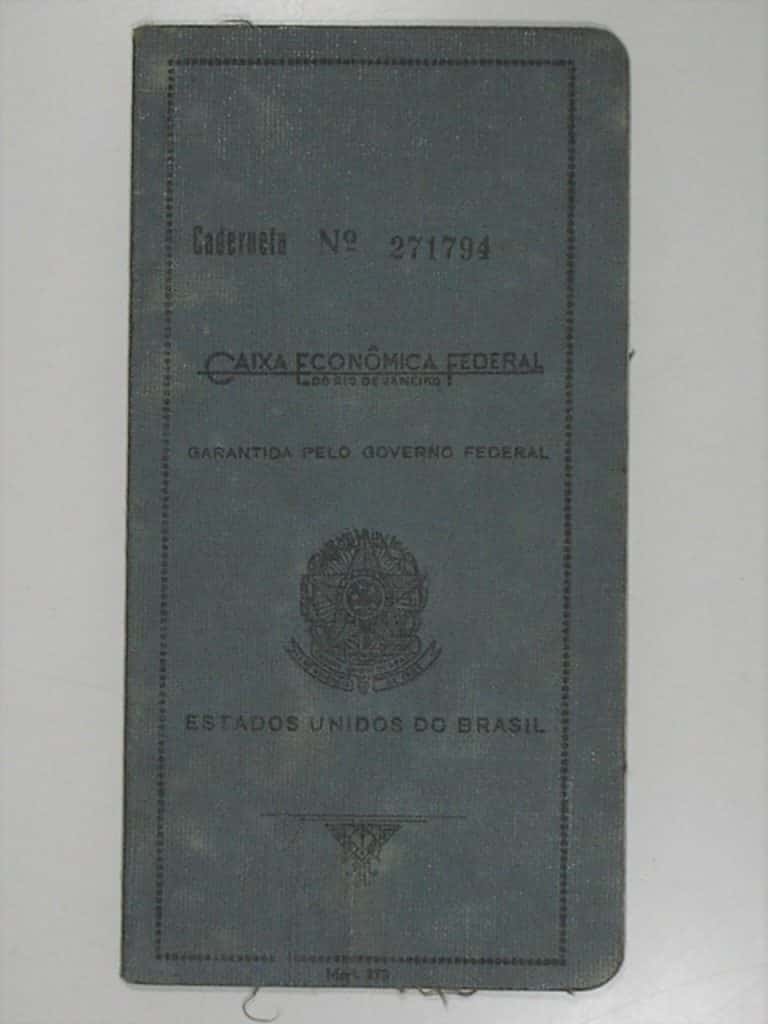 Caderneta Nº 271794
CAIXA ECONÔMICA FEDERAL
DO RIO DE JANEIRO
GARANTIDA PELO GOVERNO FEDERAL
ESTADOS UNIDOS DO BRASIL